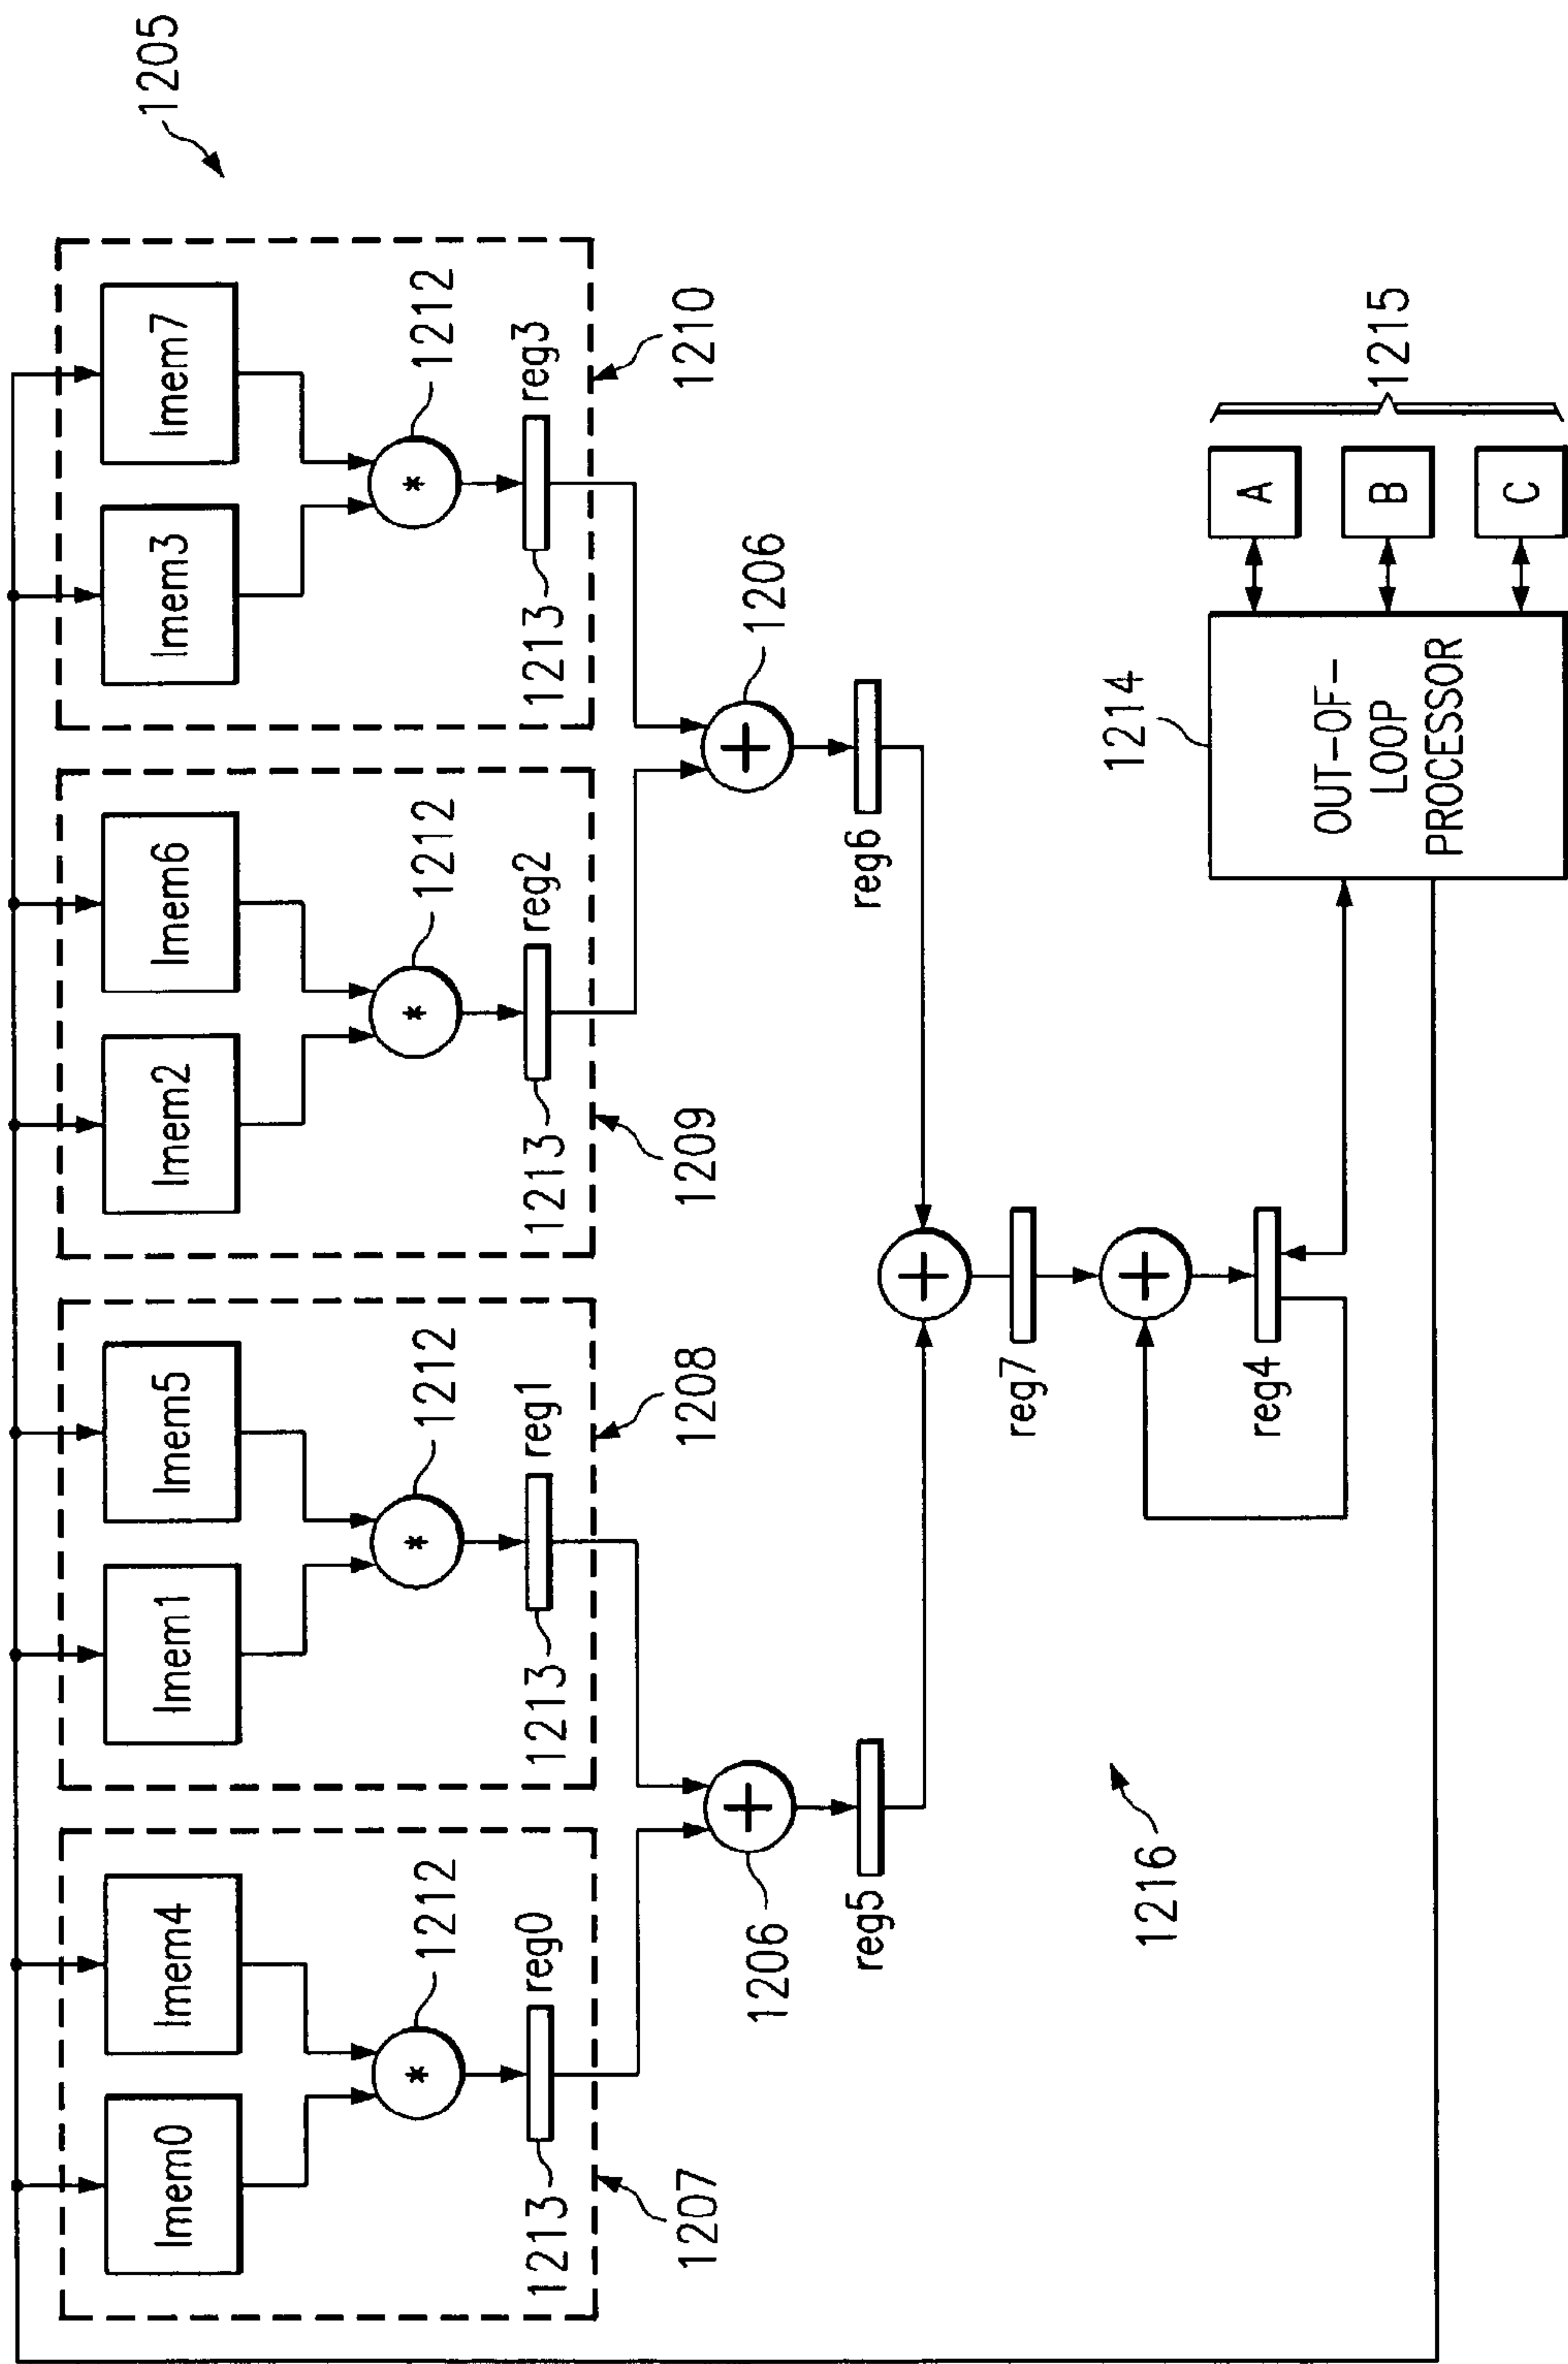 1205
lmem0
lmem4
lmem1
lmem5
lmem2
lmem6
lmem3
lmem7
*
1212
*
1212
*
1212
*
1212
1213
reg0
1213
reg1
1213
reg2
1213
reg3
1207
1208
1209
1210
+
1206
+
1206
reg5
reg6
+
reg7
+
reg4
1216
1214
OUT-OF-
LOOP
PROCESSOR
A
B
C
1215